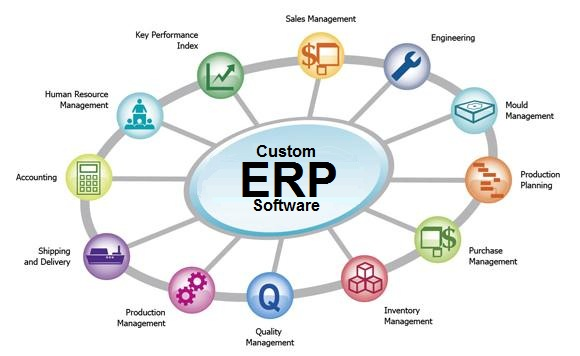 Sales Management
Key Performance
Index
Engineering
Human Resource
Management
Mould
Management
Custom
ERP
Software
Accounting
Production
Planning
Shipping
and Delivery
$
Purchase
Management
Production
Management
Q
Quality
Management
Inventory
Management
$